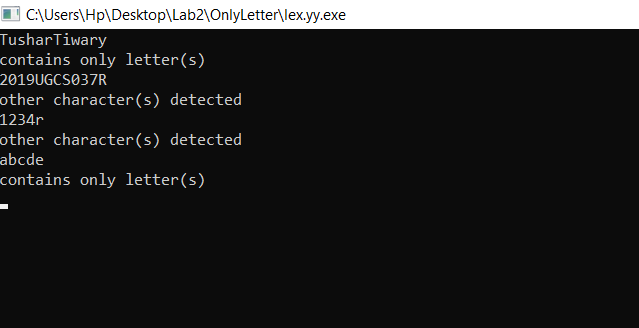 C:\Users\Hp\Desktop\Lab2\OnlyLetter\lex.yy.exe
TusharTiwary
contains only letter(s)
2019UGCS037R
other character(s) detected
1234r
other character(s) detected
abcde
contains only letter(s)